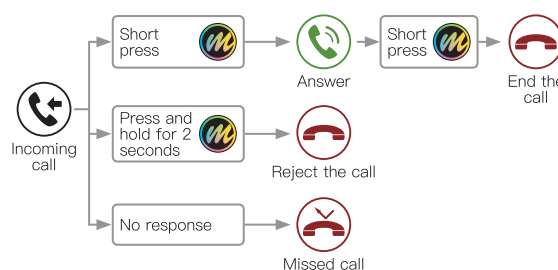 Short
press
Answer
Short
press
End the
call
Incoming
call
Press and
hold for 2
seconds
Reject the call
No response
Missed call